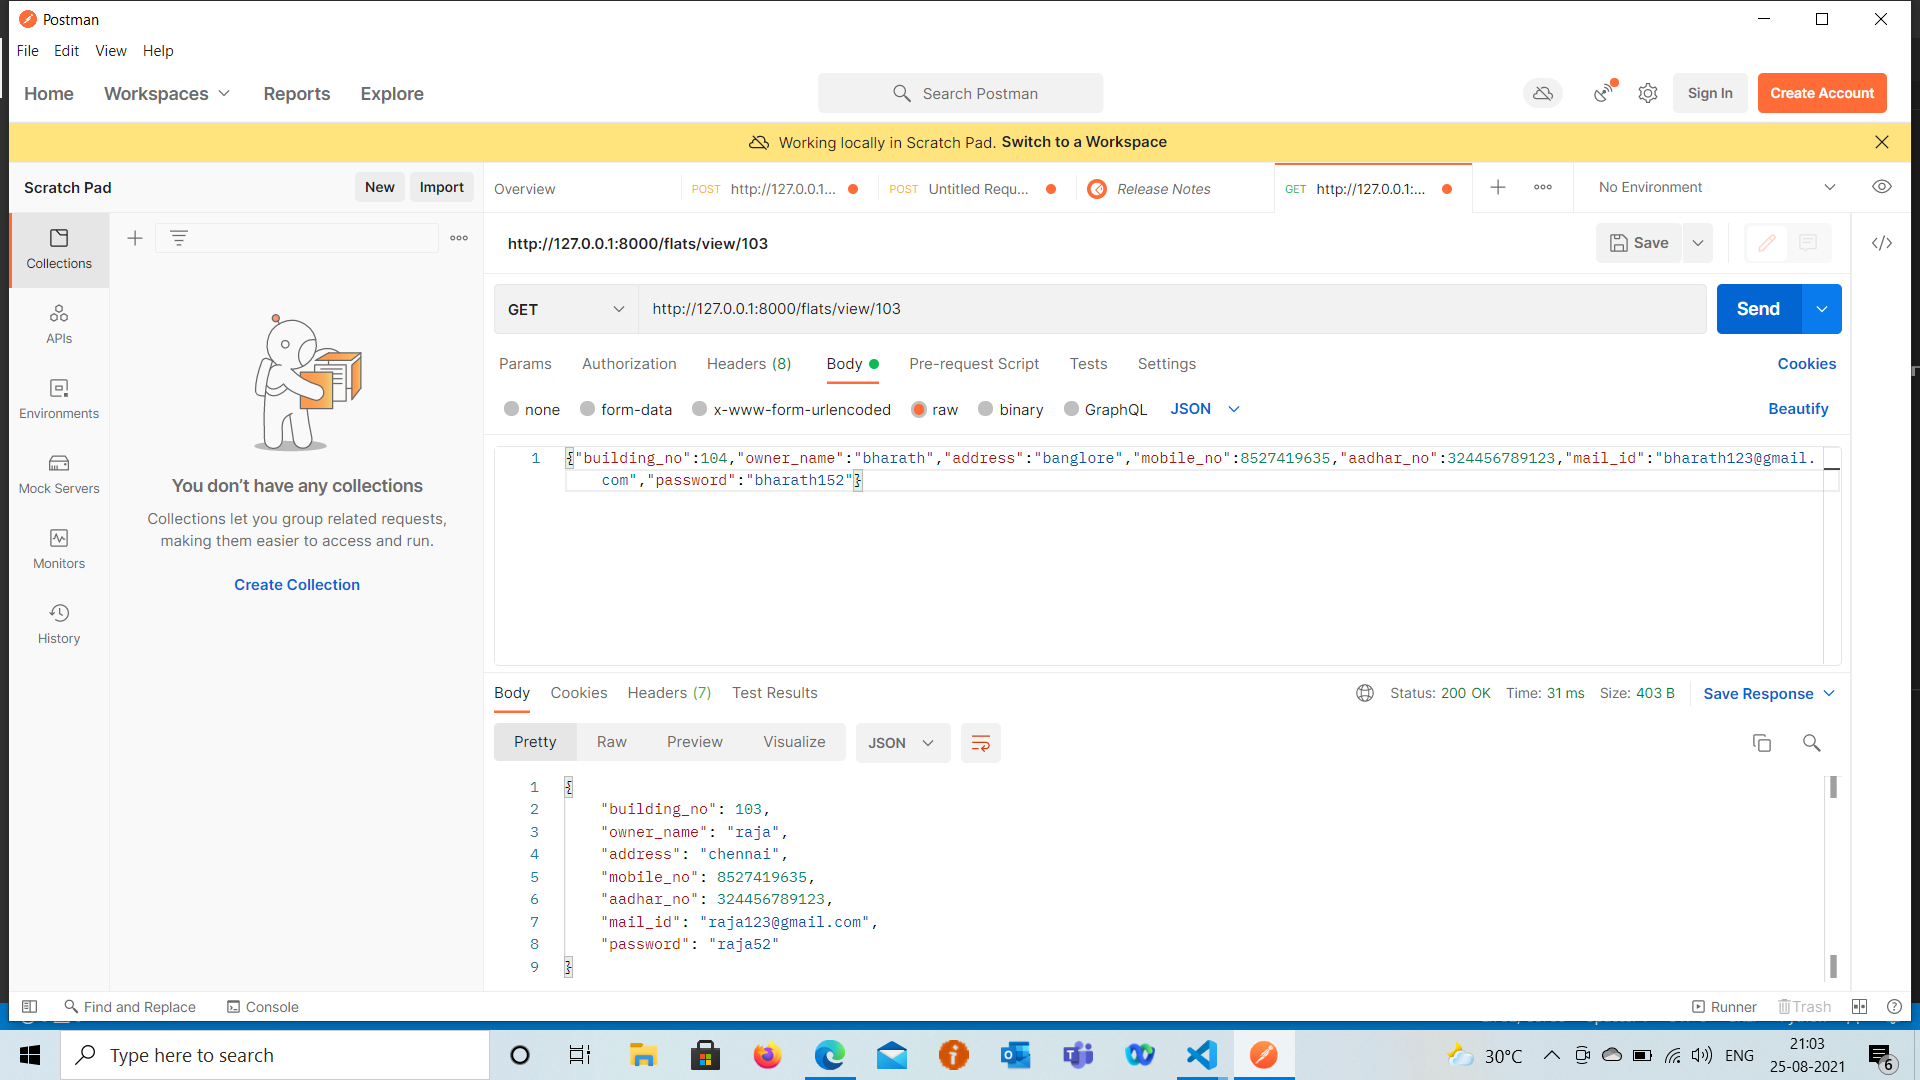 Postman
File Edit View Help
Home Workspaces Reports Explore
Search Postman
Sign In Create Account
Working locally in Scratch Pad. Switch to a Workspace
Scratch Pad New Import
Overview POST http://127.0.0.1... POST Untitled Requ... Release Notes GET http://127.0.0.1:... No Environment
http://127.0.0.1:8000/flats/view/103 Save
Collections
APIs
Environments
Mock Servers
Monitors
History
You don’t have any collections
Collections let you group related requests,
making them easier to access and run.
Create Collection
GET http://127.0.0.1:8000/flats/view/103 Send
Params Authorization Headers (8) Body Pre-request Script Tests Settings Cookies
none form-data x-www-form-urlencoded raw binary GraphQL JSON Beautify
1 {"building_no":104,"owner_name":"bharath","address":"banglore","mobile_no":8527419635,"aadhar_no":324456789123,"mail_id":"bharath123@gmail.
com","password":"bharath152"}
Body Cookies Headers (7) Test Results Status: 200 OK Time: 31 ms Size: 403 B Save Response
Pretty Raw Preview Visualize JSON
1 {
2 "building_no": 103,
3 "owner_name": "raja",
4 "address": "chennai",
5 "mobile_no": 8527419635,
6 "aadhar_no": 324456789123,
7 "mail_id": "raja123@gmail.com",
8 "password": "raja52"
9 }
Find and Replace Console Runner Trash
Type here to search
30°C ENG
21:03
25-08-2021
6